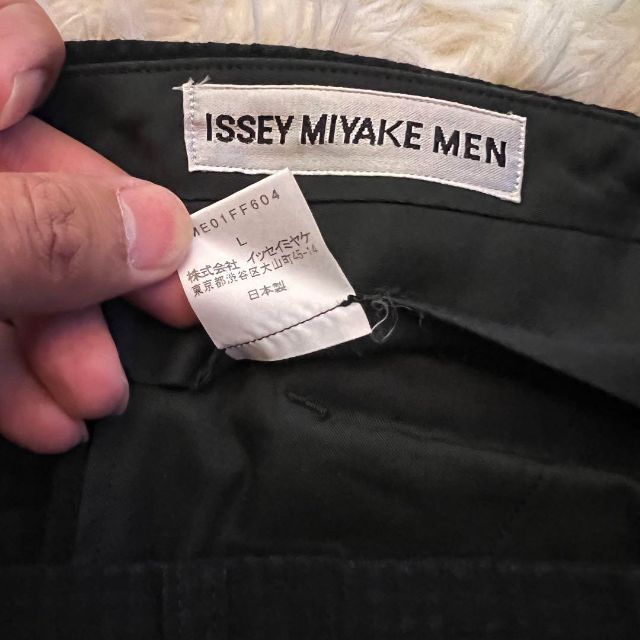 ISSEY MIYAKE MEN
ME01FF604
L
株式会社 イッセイミヤケ
東京都渋谷区大山町25-14
日本製